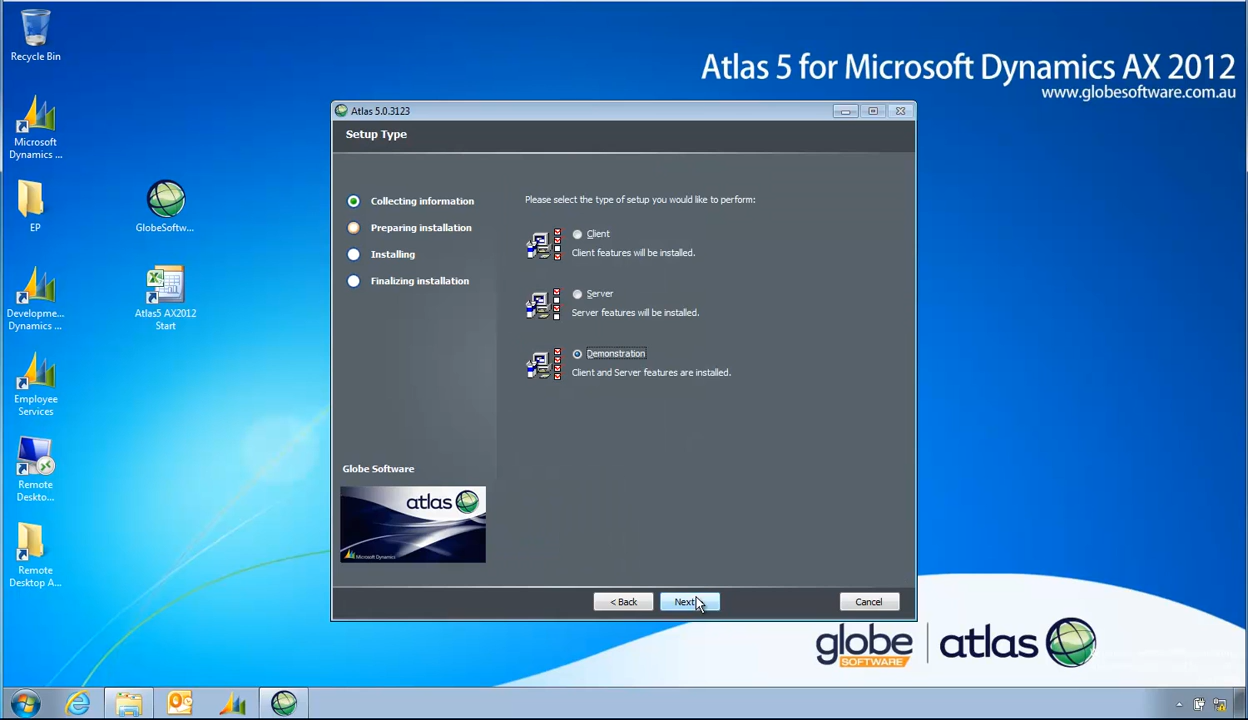 Recycle Bin
Microsoft
Dynamics ...
EP
GlobeSoftw...
Developme...
Dynamics ...
Atlas5 AX2012
Start
Employee
Services
Remote
Deskto...
Remote
Desktop A...
Atlas 5 for Microsoft Dynamics AX 2012
www.globesoftware.com.au
Atlas 5.0.3123
Setup Type
Collecting information
Preparing installation
Installing
Finalizing installation
Please select the type of setup you would like to perform:
Client
Client features will be installed.
Server
Server features will be installed.
Demonstration
Client and Server features are installed.
Globe Software
atlas
Microsoft Dynamics
< Back
Next
Cancel
globe
SOFTWARE
atlas